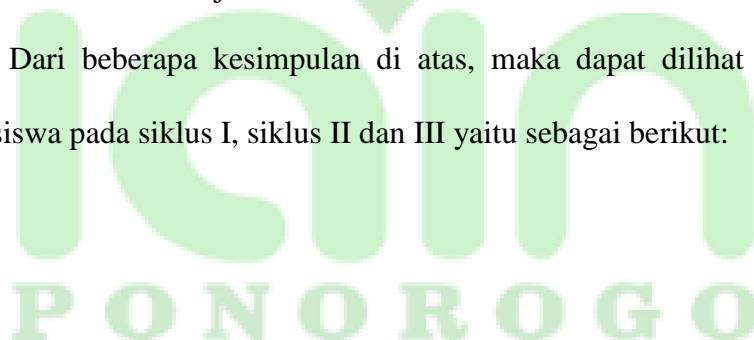 Dari beberapa kesimpulan di atas, maka dapat dilihat
siswa pada siklus I, siklus II dan III yaitu sebagai berikut:
iain
PONOROGO